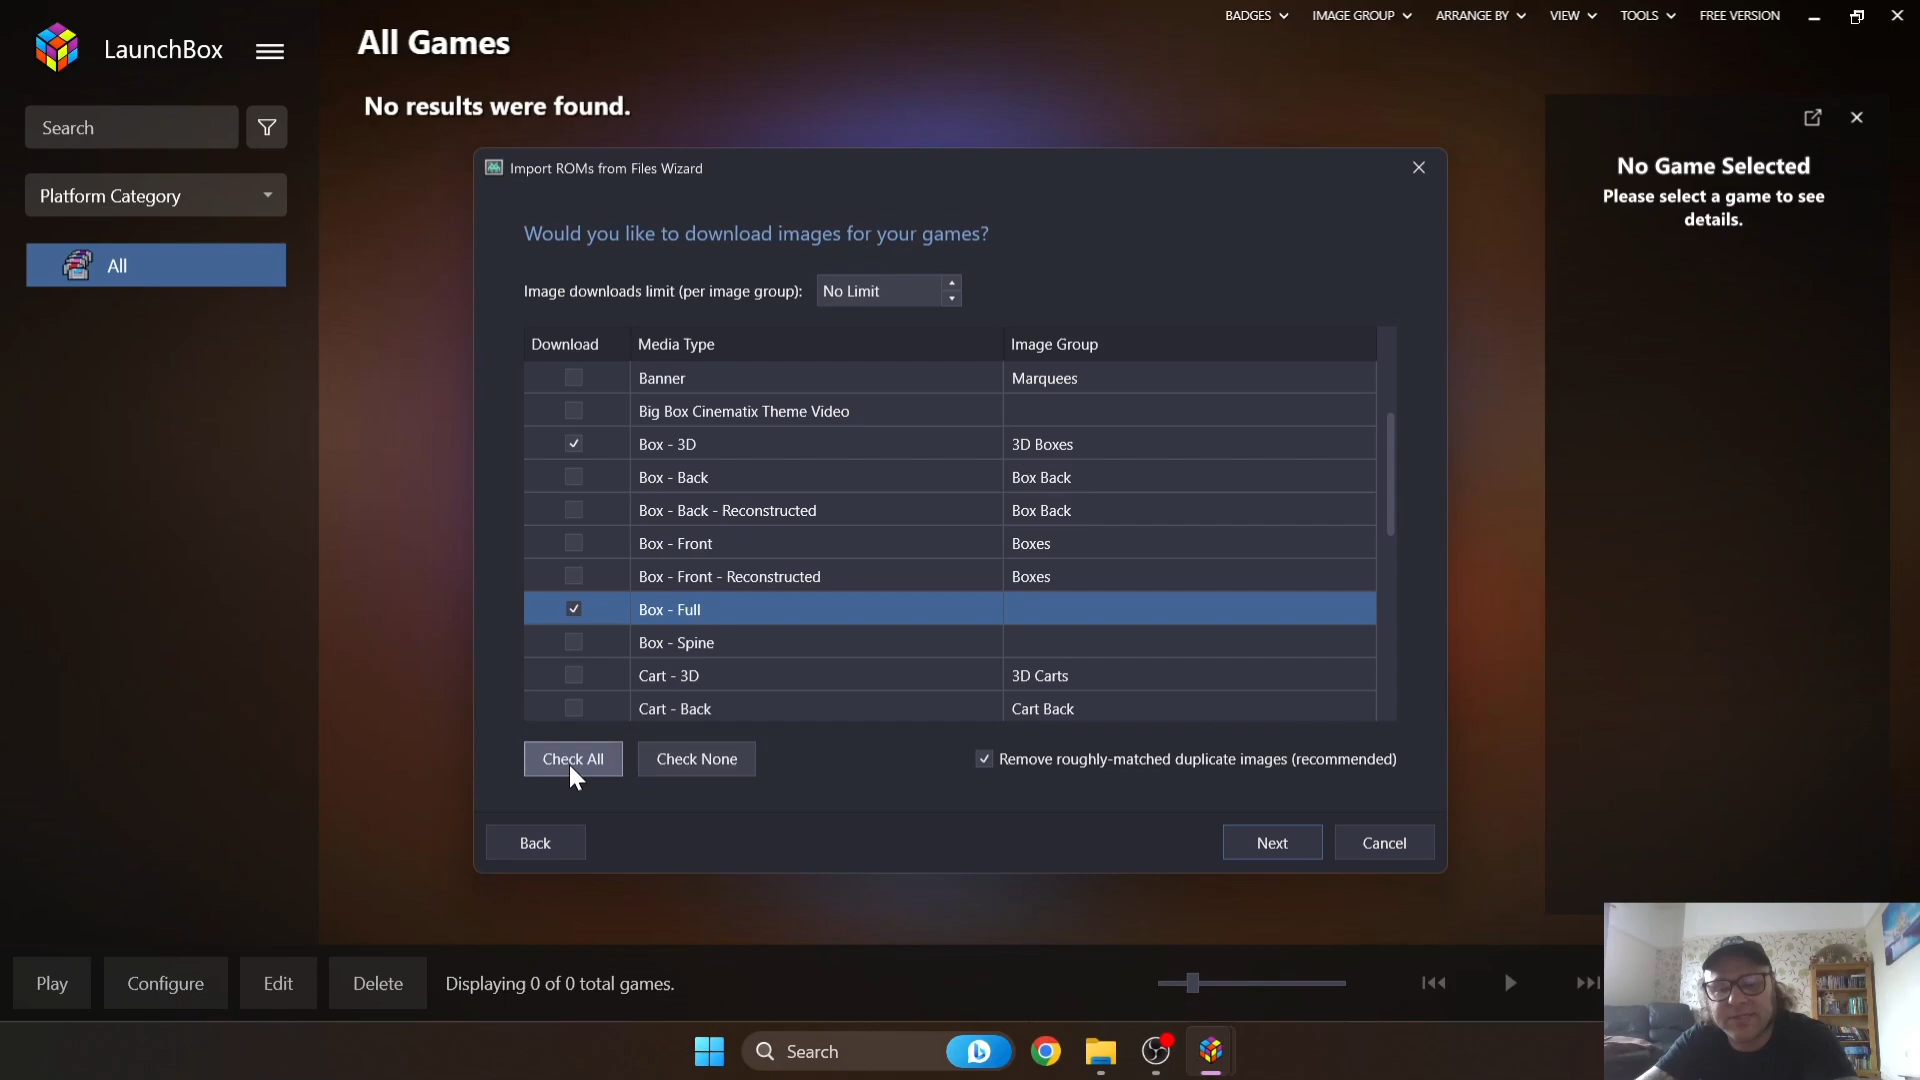 LaunchBox
All Games
BADGES
IMAGE GROUP
ARRANGE BY
VIEW
TOOLS
FREE VERSION
No results were found.
Search
Platform Category
All
No Game Selected
Please select a game to see
details.
Import ROMs from Files Wizard
Would you like to download images for your games?
Image downloads limit (per image group): No Limit
Download Media Type Image Group
Banner Marquees
Big Box Cinematix Theme Video
Box - 3D 3D Boxes
Box - Back Box Back
Box - Back - Reconstructed Box Back
Box - Front Boxes
Box - Front - Reconstructed Boxes
Box - Full
Box - Spine
Cart - 3D 3D Carts
Cart - Back Cart Back
Check All Check None Remove roughly-matched duplicate images (recommended)
Back Next Cancel
Play Configure Edit Delete Displaying 0 of 0 total games.
Search